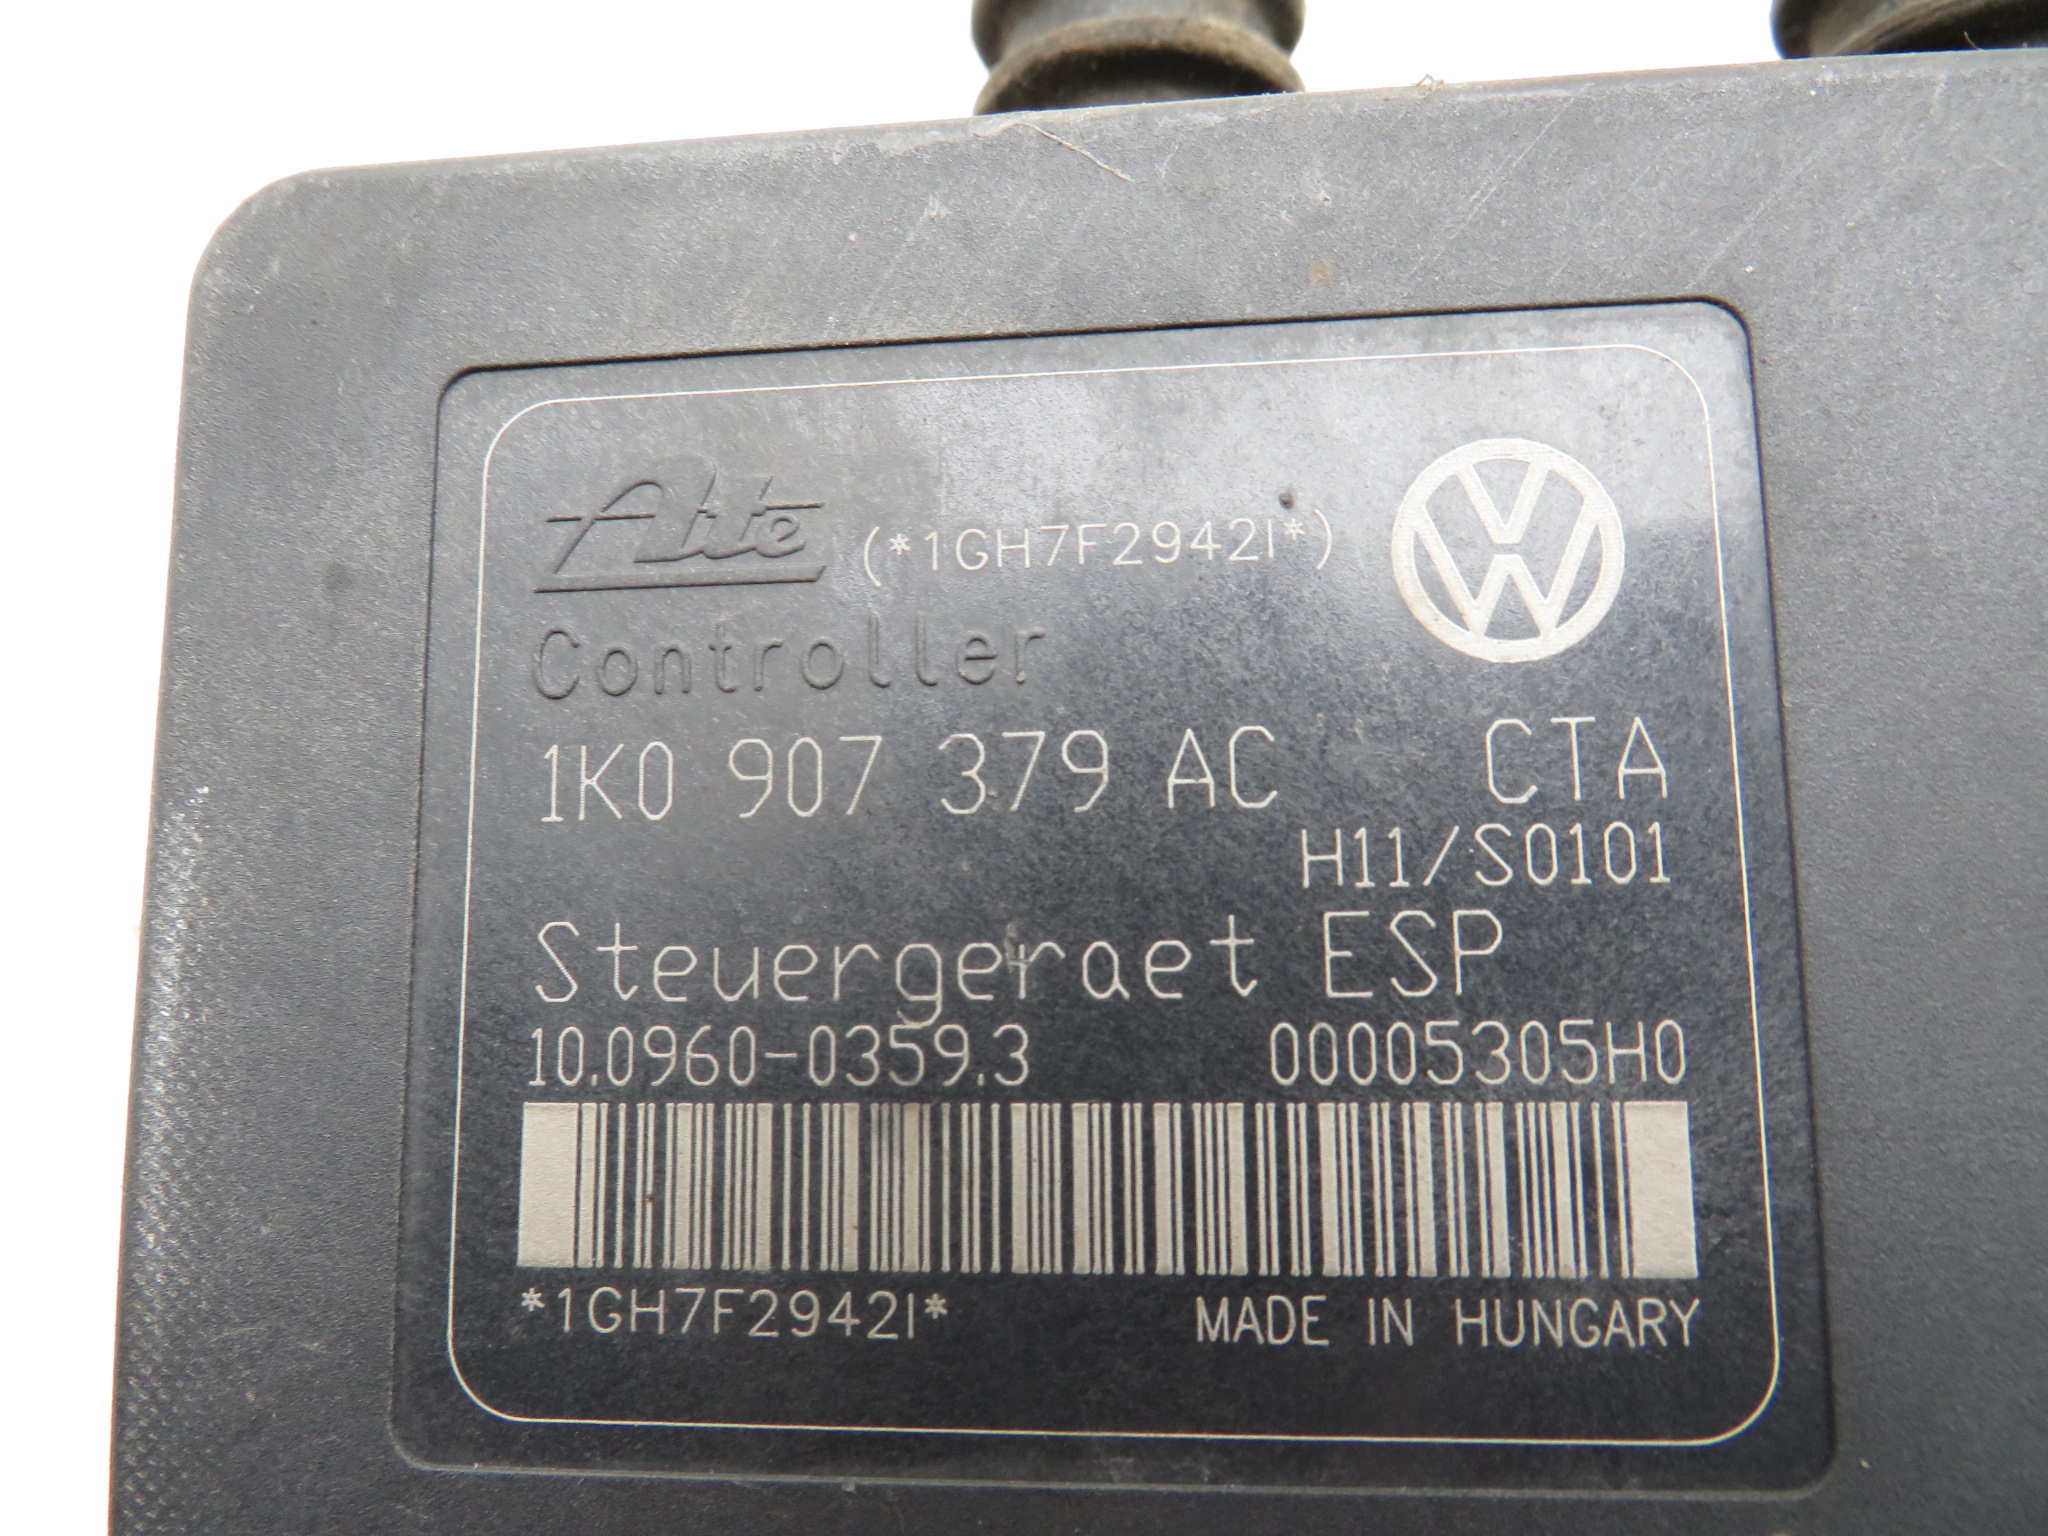 Ate (*1GH7F2942I*)
Controller
1K0 907 379 AC CTA
H11/S0101
Steuergeraet ESP
10.0960-0359.3 00005305H0
*1GH7F2942I* MADE IN HUNGARY